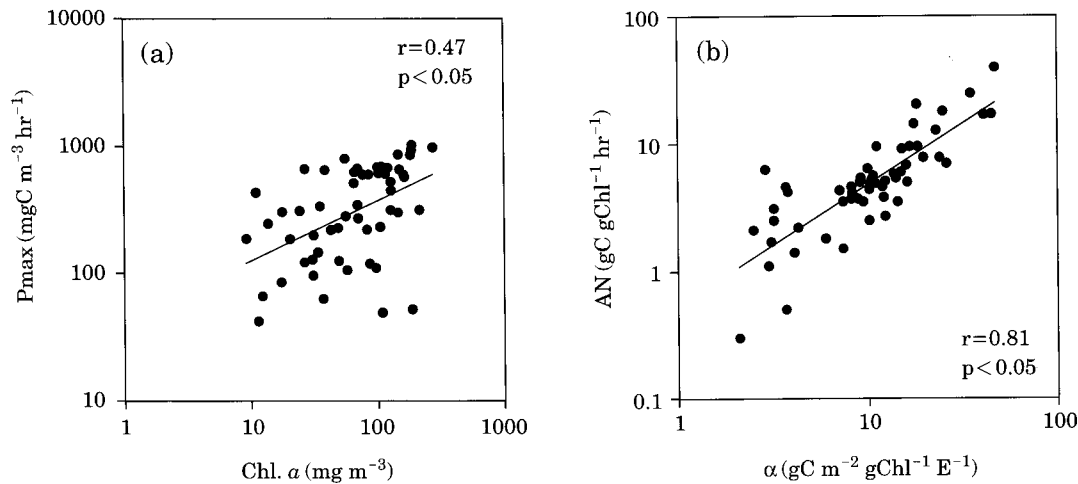 (a)
r=0.47
p<0.05
10000
1000
100
10
1
10
100
1000
Pmax (mgC m⁻³ hr⁻¹)
Chl. a (mg m⁻³)
(b)
100
10
1
0.1
1
10
100
r=0.81
p<0.05
AN (gC gChl⁻¹ hr⁻¹)
α (gC m⁻² gChl⁻¹ E⁻¹)